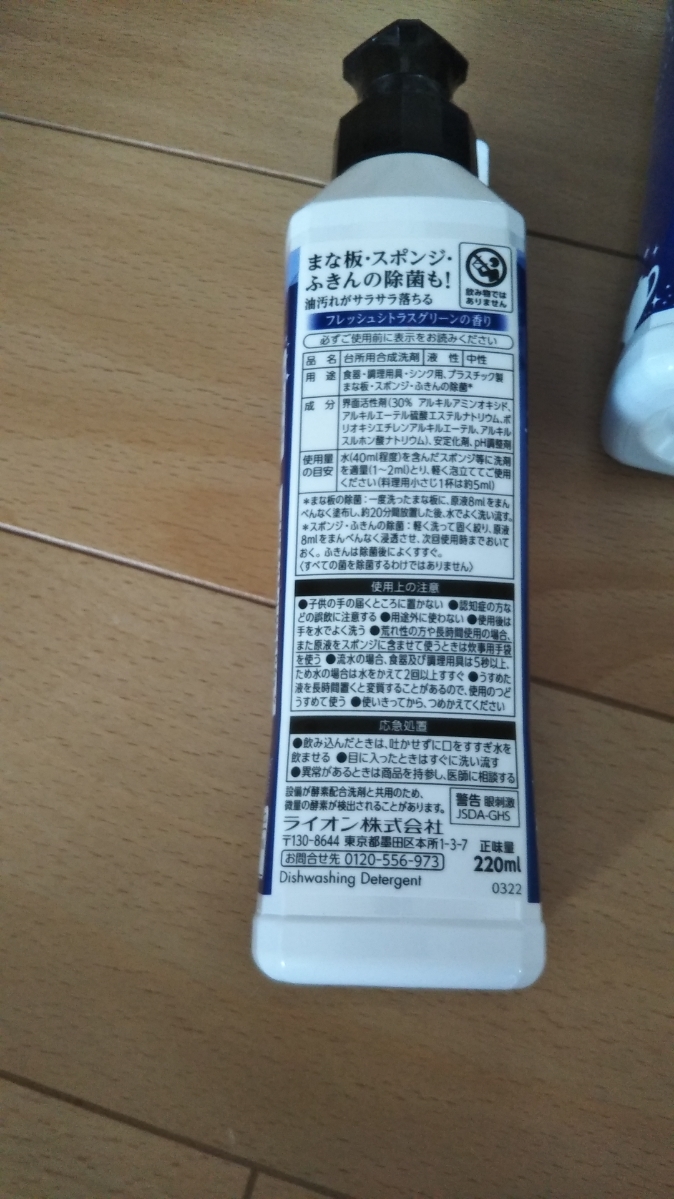 まな板・スポンジ・
ふきんの除菌も!
油汚れがサラサラ落ちる
飲み物では
ありません
フレッシュシトラスグリーンの香り
必ずご使用前に表示をお読みください
品 名 台所用合成洗剤 液 性 中性
用 途 食器・調理用具・シンク用、プラスチック製
まな板・スポンジ・ふきんの除菌*
成 分 界面活性剤(30% アルキルアミンオキシド、
アルキルエーテル硫酸エステルナトリウム、ポ
リオキシエチレンアルキルエーテル、アルキル
スルホン酸ナトリウム)、安定化剤、pH調整剤
使用量
の目安
水(40ml程度)を含んだスポンジ等に洗剤
を適量(1~2ml)とり、軽く泡立ててご使用
ください(料理用小さじ1杯は約5ml)
*まな板の除菌:一度洗ったまな板に、原液8mlをまん
べんなく塗布し、約20分間放置した後、水でよく洗い流す。
*スポンジ・ふきんの除菌:軽く洗って固く絞り、原液
8mlをまんべんなく浸透させ、次回使用時までおいて
おく。ふきんは除菌後によくすすぐ。
〈すべての菌を除菌するわけではありません〉
使用上の注意
●子供の手の届くところに置かない ●認知症の方な
どの誤飲に注意する ●用途外に使わない ●使用後は
手を水でよく洗う ●荒れ性の方や長時間使用の場合、
また原液をスポンジに含ませて使うときは炊事用手袋
を使う ●流水の場合、食器及び調理用具は5秒以上、
ため水の場合は水をかえて2回以上すすぐ ●うすめた
液を長時間置くと変質することがあるので、使用のつど
うすめて使う ●使いきってから、つめかえてください
応急処置
●飲み込んだときは、吐かせずに口をすすぎ水を
飲ませる ●目に入ったときはすぐに洗い流す
●異常があるときは商品を持参し、医師に相談する
設備が酵素配合洗剤と共用のため、
微量の酵素が検出されることがあります。
警告 眼刺激
JSDA-GHS
ライオン株式会社
〒130-8644 東京都墨田区本所1-3-7
正味量
220ml
お問合せ先 0120-556-973
Dishwashing Detergent
0322